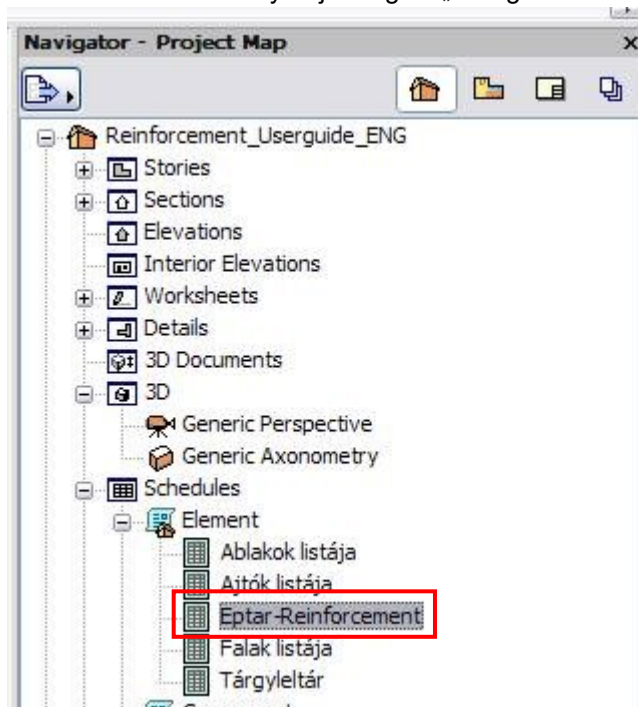 Navigator - Project Map
x
Reinforcement_Userguide_ENG
Stories
Sections
Elevations
Interior Elevations
Worksheets
Details
3D Documents
3D
Generic Perspective
Generic Axonometry
Schedules
Element
Ablakok listája
Ajtók listája
Eptar-Reinforcement
Falak listája
Tárgyleltár